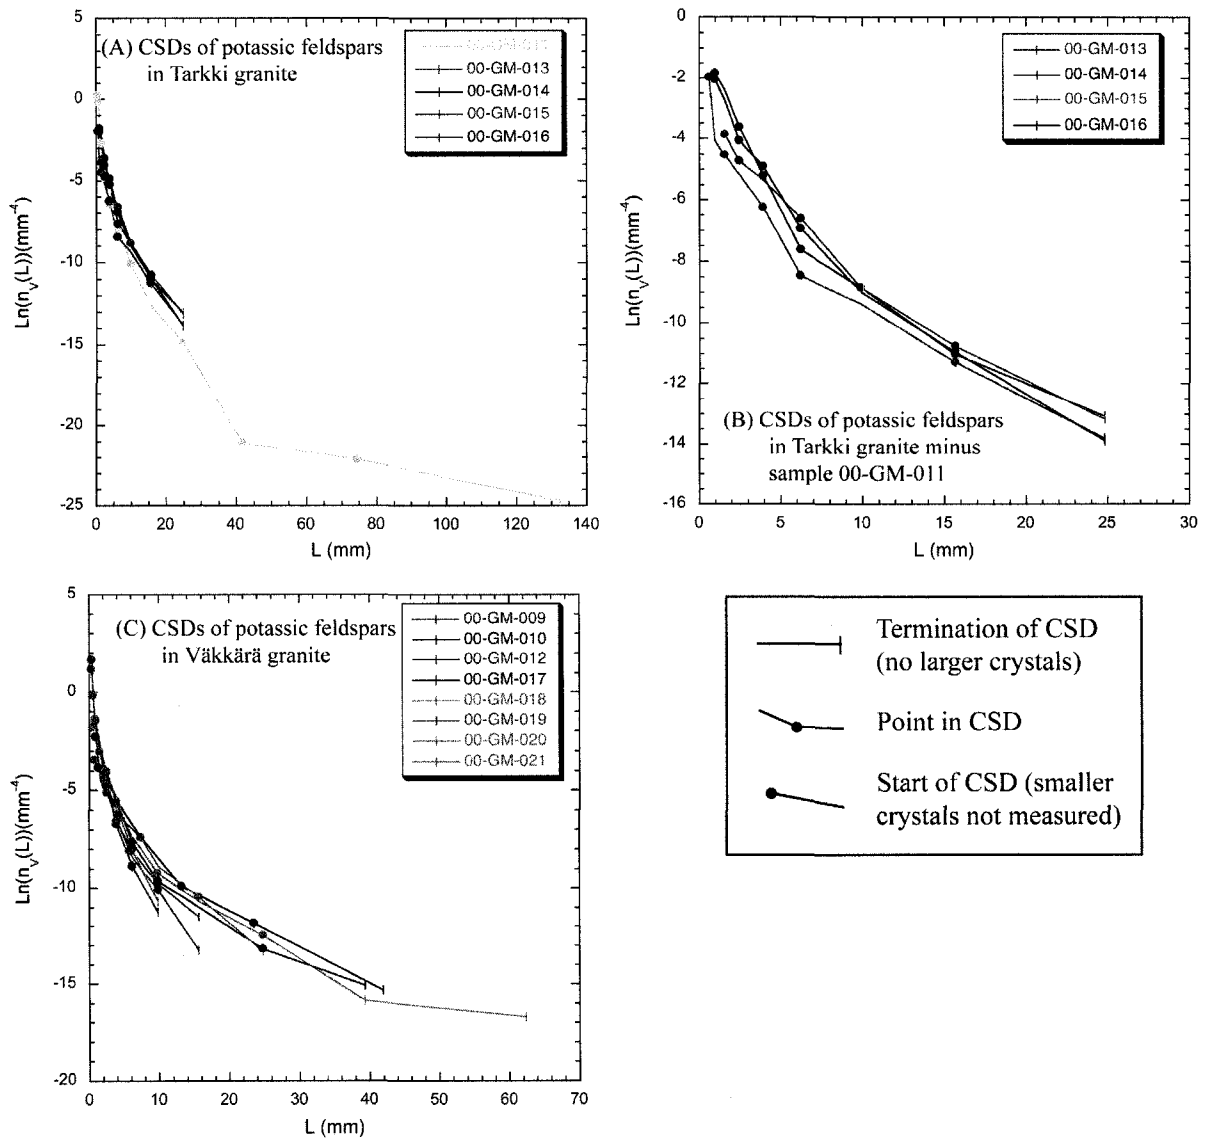 (A) CSDs of potassic feldspars
in Tarkki granite
00-GM-011
00-GM-013
00-GM-014
00-GM-015
00-GM-016
5
0
-5
-10
-15
-20
-25
Ln(n_v(L))(mm⁻⁴)
0 20 40 60 80 100 120 140
L (mm)
00-GM-013
00-GM-014
00-GM-015
00-GM-016
0
-2
-4
-6
-8
-10
-12
-14
-16
Ln(n_v(L))(mm⁻⁴)
(B) CSDs of potassic feldspars
in Tarkki granite minus
sample 00-GM-011
0 5 10 15 20 25 30
L (mm)
(C) CSDs of potassic feldspars
in Väkkärä granite
00-GM-009
00-GM-010
00-GM-012
00-GM-017
00-GM-018
00-GM-019
00-GM-020
00-GM-021
5
0
-5
-10
-15
-20
Ln(n_v(L))(mm⁻⁴)
0 10 20 30 40 50 60 70
L (mm)
Termination of CSD
(no larger crystals)
Point in CSD
Start of CSD (smaller
crystals not measured)